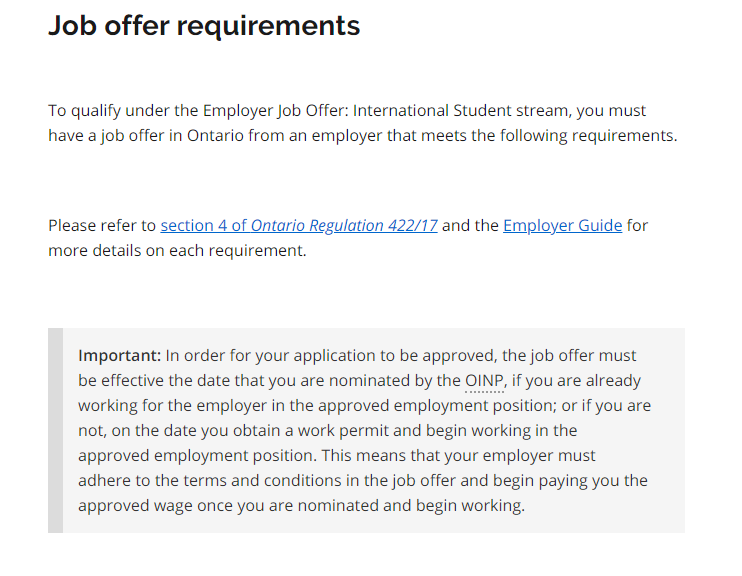 Job offer requirements
To qualify under the Employer Job Offer: International Student stream, you must
have a job offer in Ontario from an employer that meets the following requirements.
Please refer to section 4 of Ontario Regulation 422/17 and the Employer Guide for
more details on each requirement.
Important: In order for your application to be approved, the job offer must
be effective the date that you are nominated by the OINP, if you are already
working for the employer in the approved employment position; or if you are
not, on the date you obtain a work permit and begin working in the
approved employment position. This means that your employer must
adhere to the terms and conditions in the job offer and begin paying you the
approved wage once you are nominated and begin working.